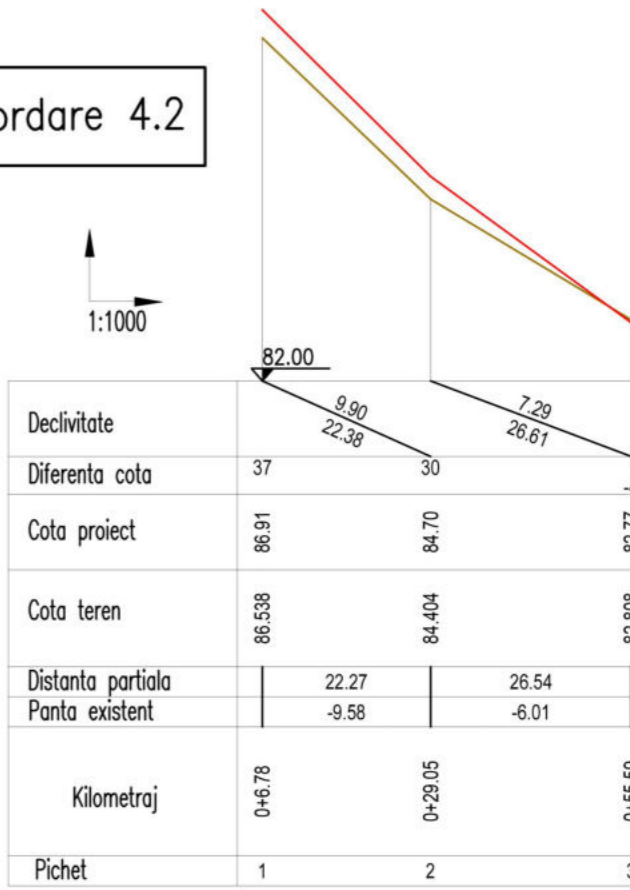 ordare 4.2
1:1000
82.00
Declivitate 9.90 7.29
22.38 26.61
Diferenta cota 37 30
Cota proiect 86.91 84.70
Cota teren 86.538 84.404
Distanta partiala 22.27 26.54
Panta existent -9.58 -6.01
Kilometraj 0+6.78 0+29.05
Pichet 1 2